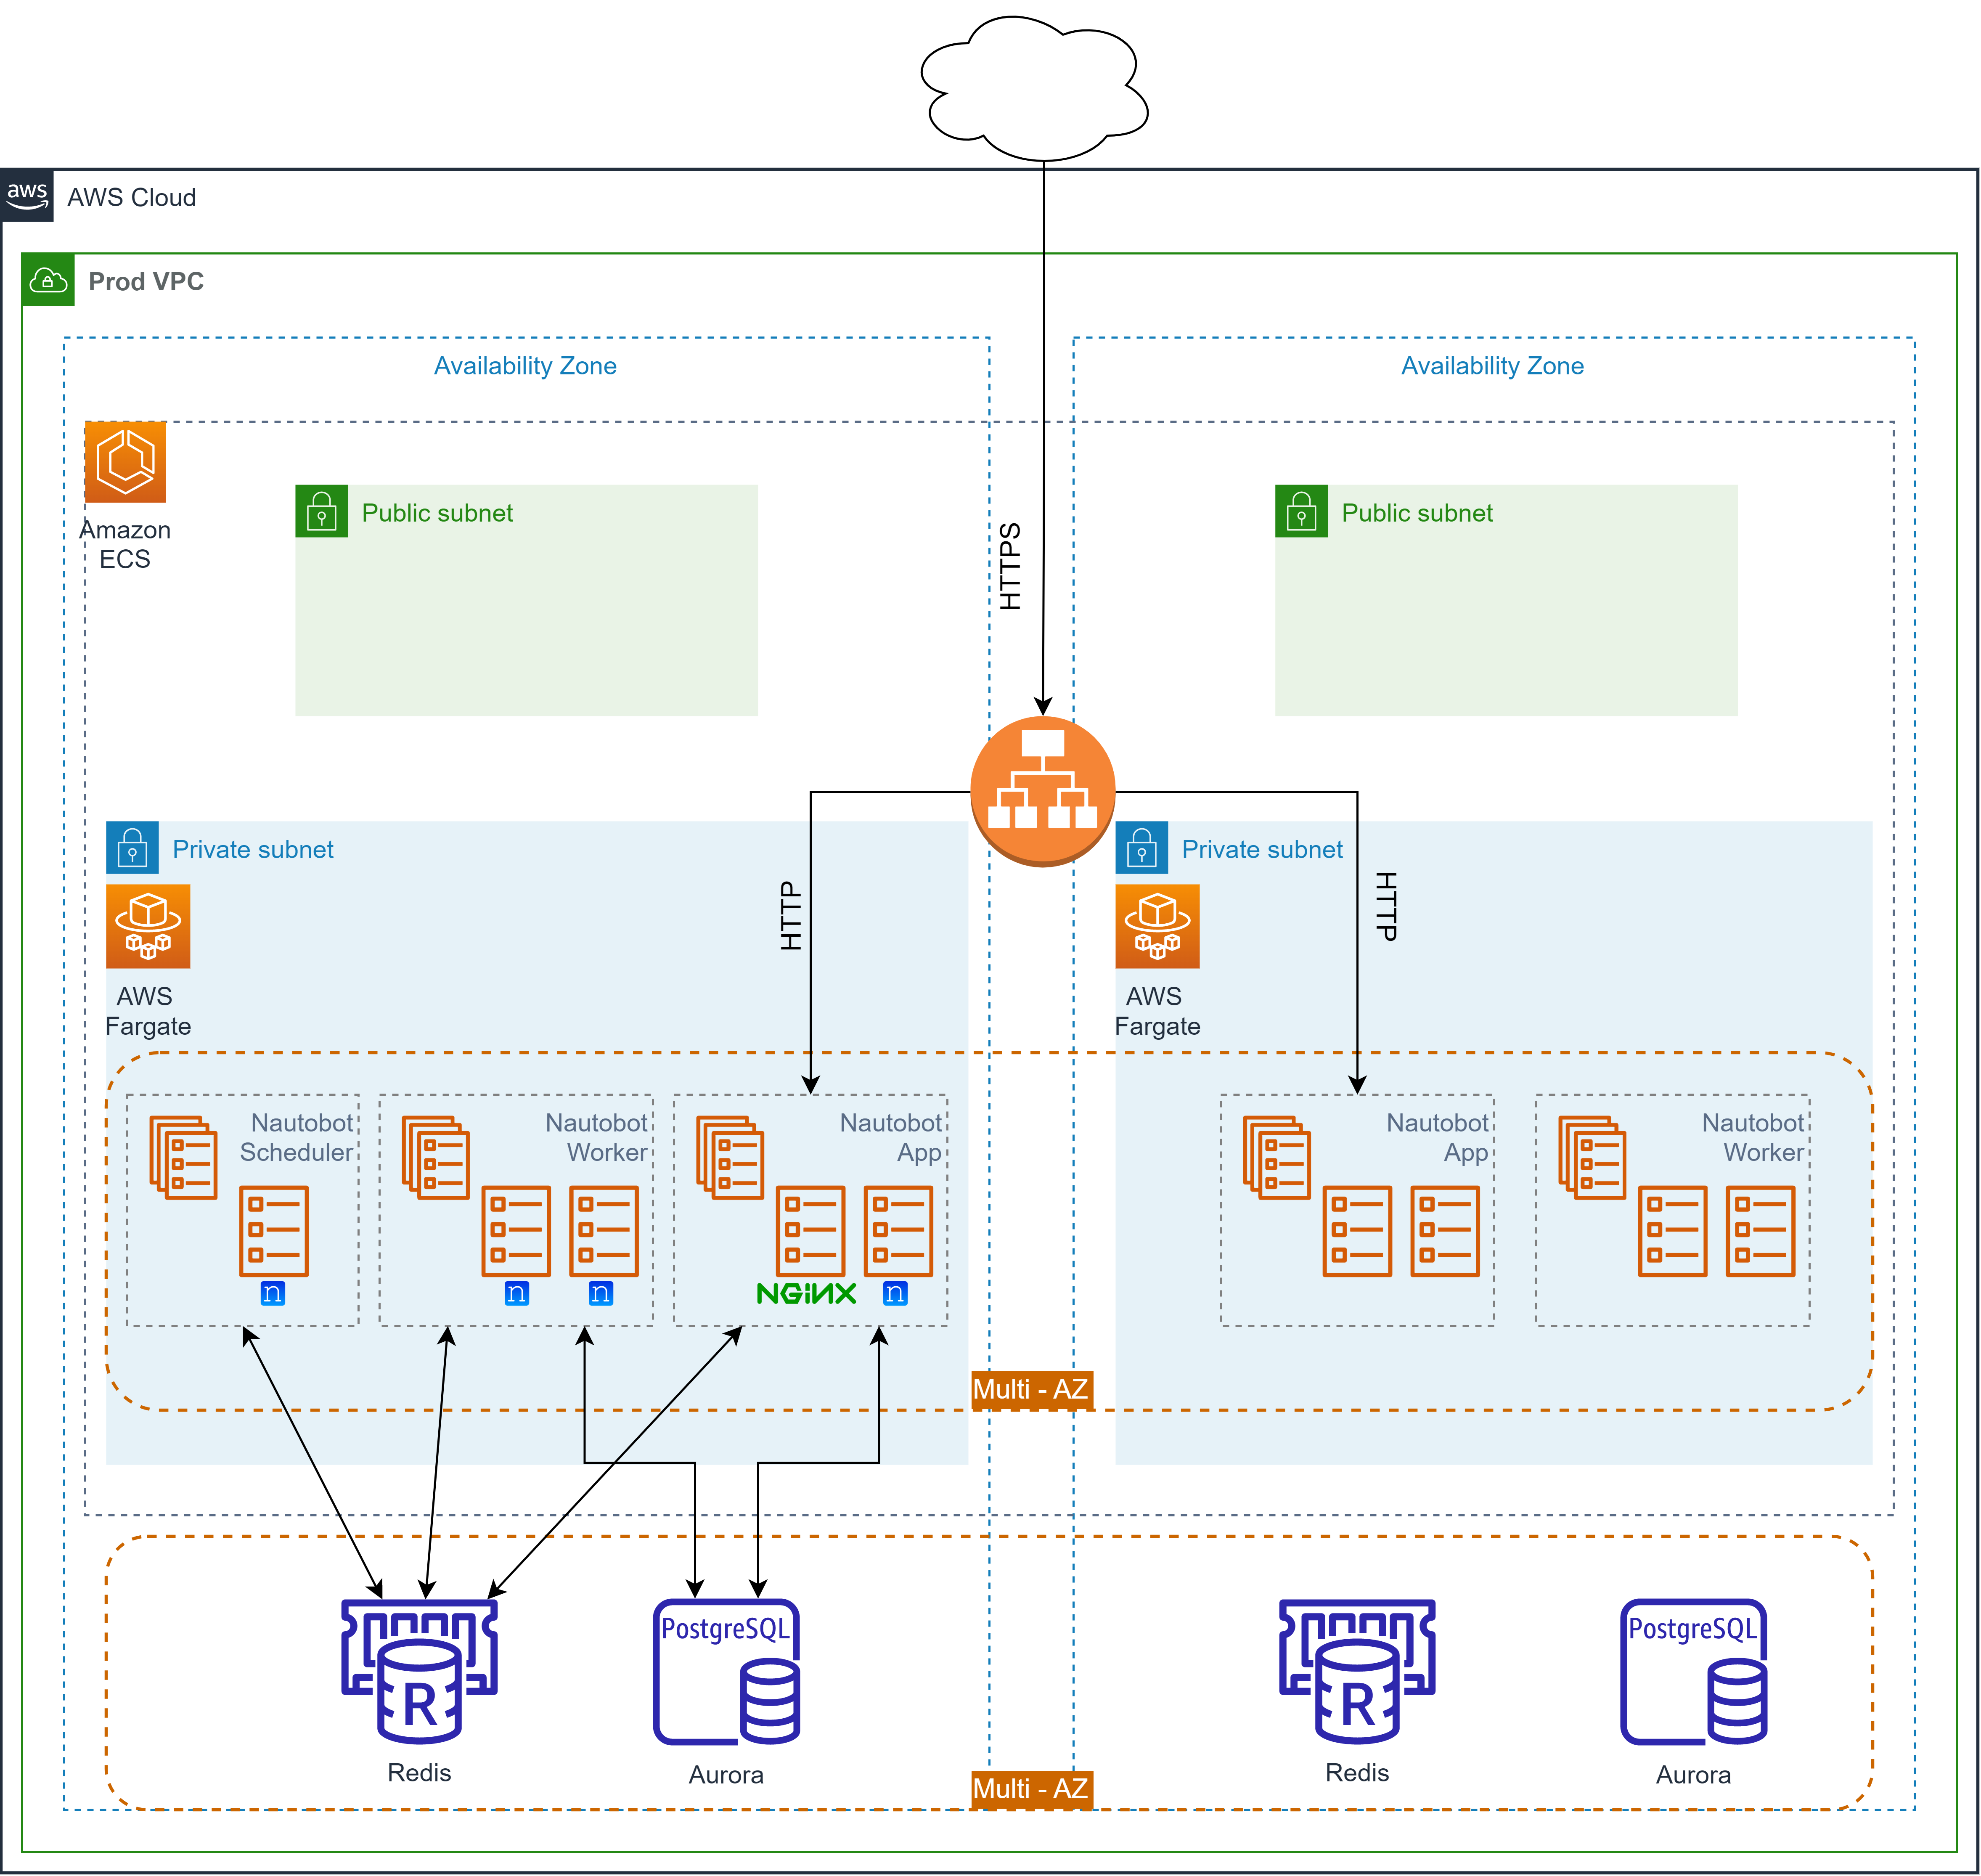 aws
AWS Cloud
Prod VPC
Availability Zone
Availability Zone
Amazon
ECS
Public subnet
Public subnet
HTTPS
Private subnet
Private subnet
HTTP
HTTP
AWS
Fargate
AWS
Fargate
Nautobot
Scheduler
n
Nautobot
Worker
n
n
Nautobot
App
NGiNX
n
Nautobot
App
Nautobot
Worker
Multi - AZ
R
Redis
PostgreSQL
Aurora
R
Redis
PostgreSQL
Aurora
Multi - AZ